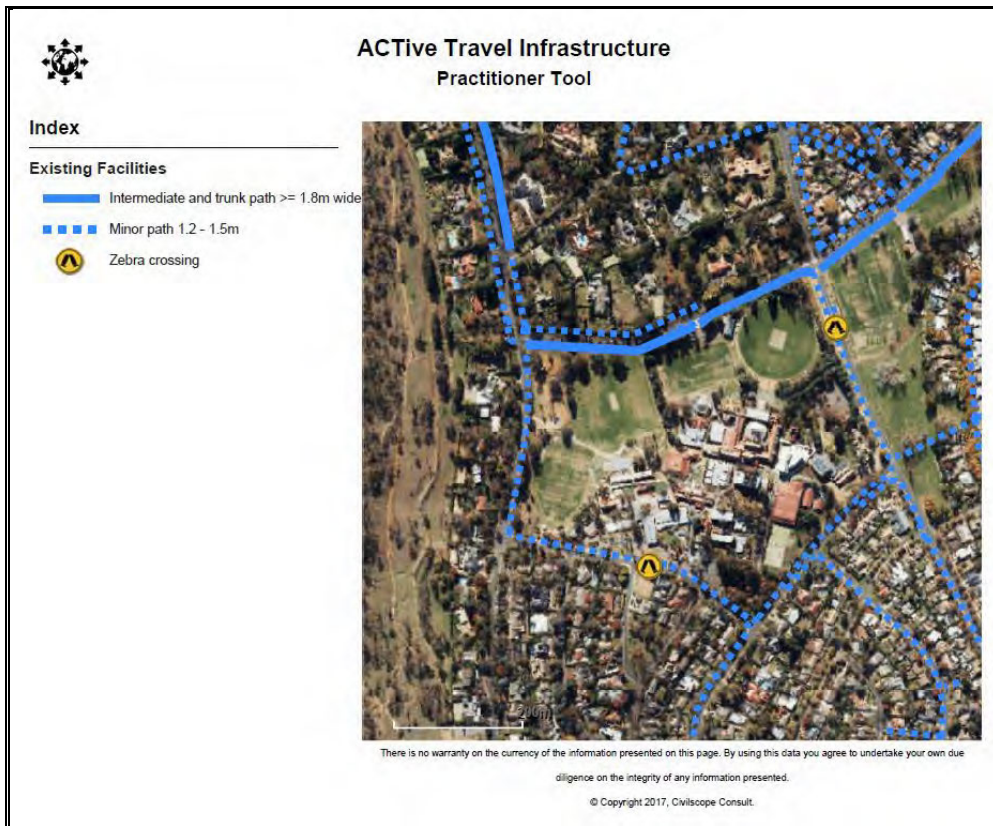 ACTive Travel Infrastructure
Practitioner Tool
Index
Existing Facilities
Intermediate and trunk path >= 1.8m wide
Minor path 1.2 - 1.5m
Zebra crossing
200m
There is no warranty on the currency of the information presented on this page. By using this data you agree to undertake your own due
diligence on the integrity of any information presented.
© Copyright 2017, Civilscope Consult.